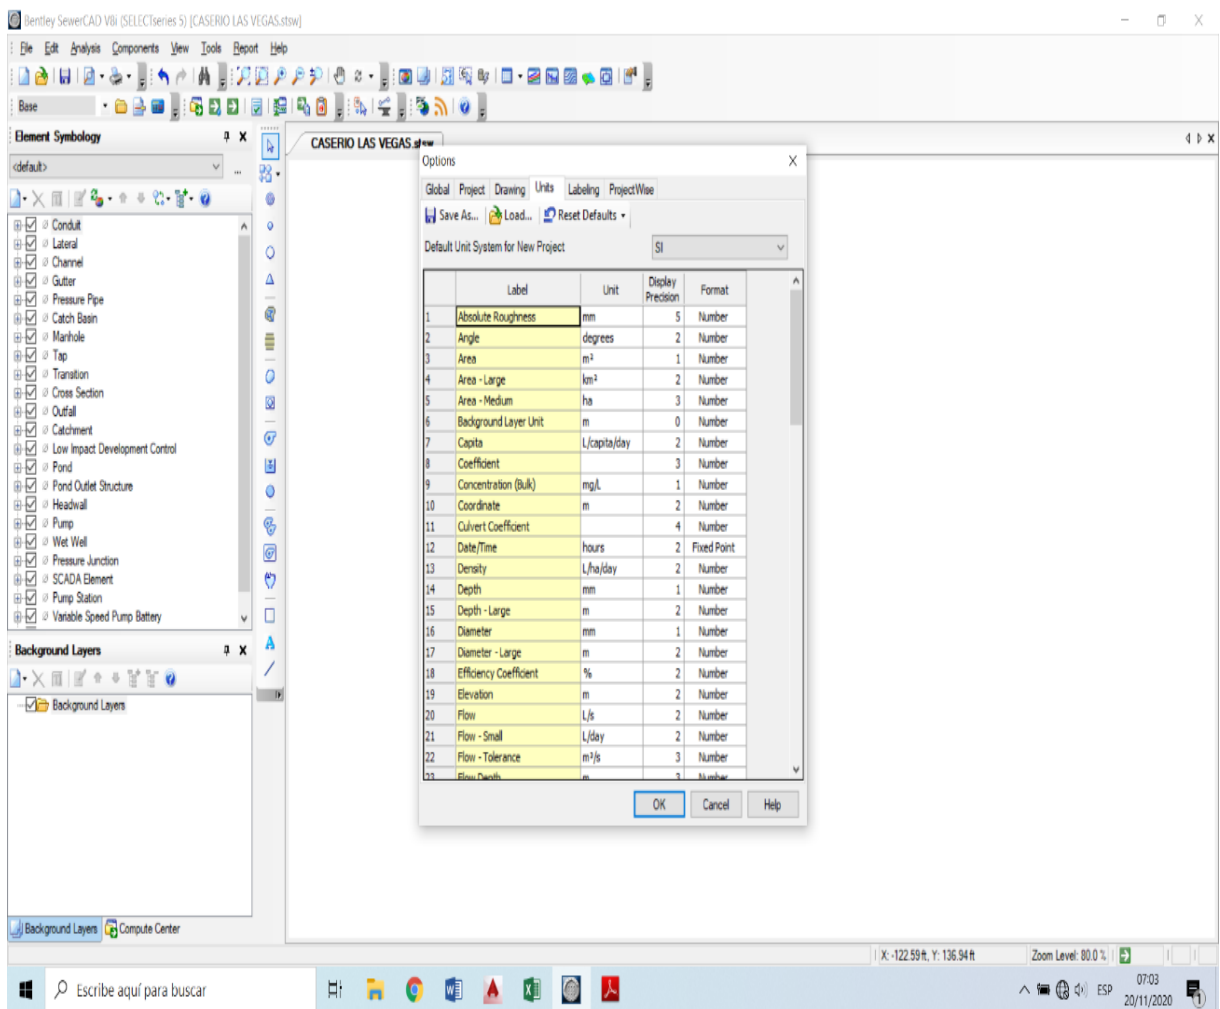 Bentley SewerCAD V8i (SELECTseries 5) [CASERIO LAS VEGAS.stsw]
File Edit Analysis Components View Tools Report Help
Base
Element Symbology
<default>
Conduit
Lateral
Channel
Gutter
Pressure Pipe
Catch Basin
Manhole
Tap
Transition
Cross Section
Outfall
Catchment
Low Impact Development Control
Pond
Pond Outlet Structure
Headwall
Pump
Wet Well
Pressure Junction
SCADA Element
Pump Station
Variable Speed Pump Battery
Background Layers
Background Layers
Background Layers Compute Center
CASERIO LAS VEGAS.stsw
Options
Global Project Drawing Units Labeling ProjectWise
Save As... Load... Reset Defaults
Default Unit System for New Project SI
Label Unit Display Precision Format
1 Absolute Roughness mm 5 Number
2 Angle degrees 2 Number
3 Area m² 1 Number
4 Area - Large km² 2 Number
5 Area - Medium ha 3 Number
6 Background Layer Unit m 0 Number
7 Capita L/capita/day 2 Number
8 Coefficient 3 Number
9 Concentration (Bulk) mg/L 1 Number
10 Coordinate m 2 Number
11 Culvert Coefficient 4 Number
12 Date/Time hours 2 Fixed Point
13 Density L/ha/day 2 Number
14 Depth mm 1 Number
15 Depth - Large m 2 Number
16 Diameter mm 1 Number
17 Diameter - Large m 2 Number
18 Efficiency Coefficient % 2 Number
19 Elevation m 2 Number
20 Flow L/s 2 Number
21 Flow - Small L/day 2 Number
22 Flow - Tolerance m³/s 3 Number
23 Flow Depth m 3 Number
OK Cancel Help
X: -122.59 ft, Y: 136.94 ft Zoom Level: 80.0 %
Escribe aquí para buscar
ESP
07:03
20/11/2020
1